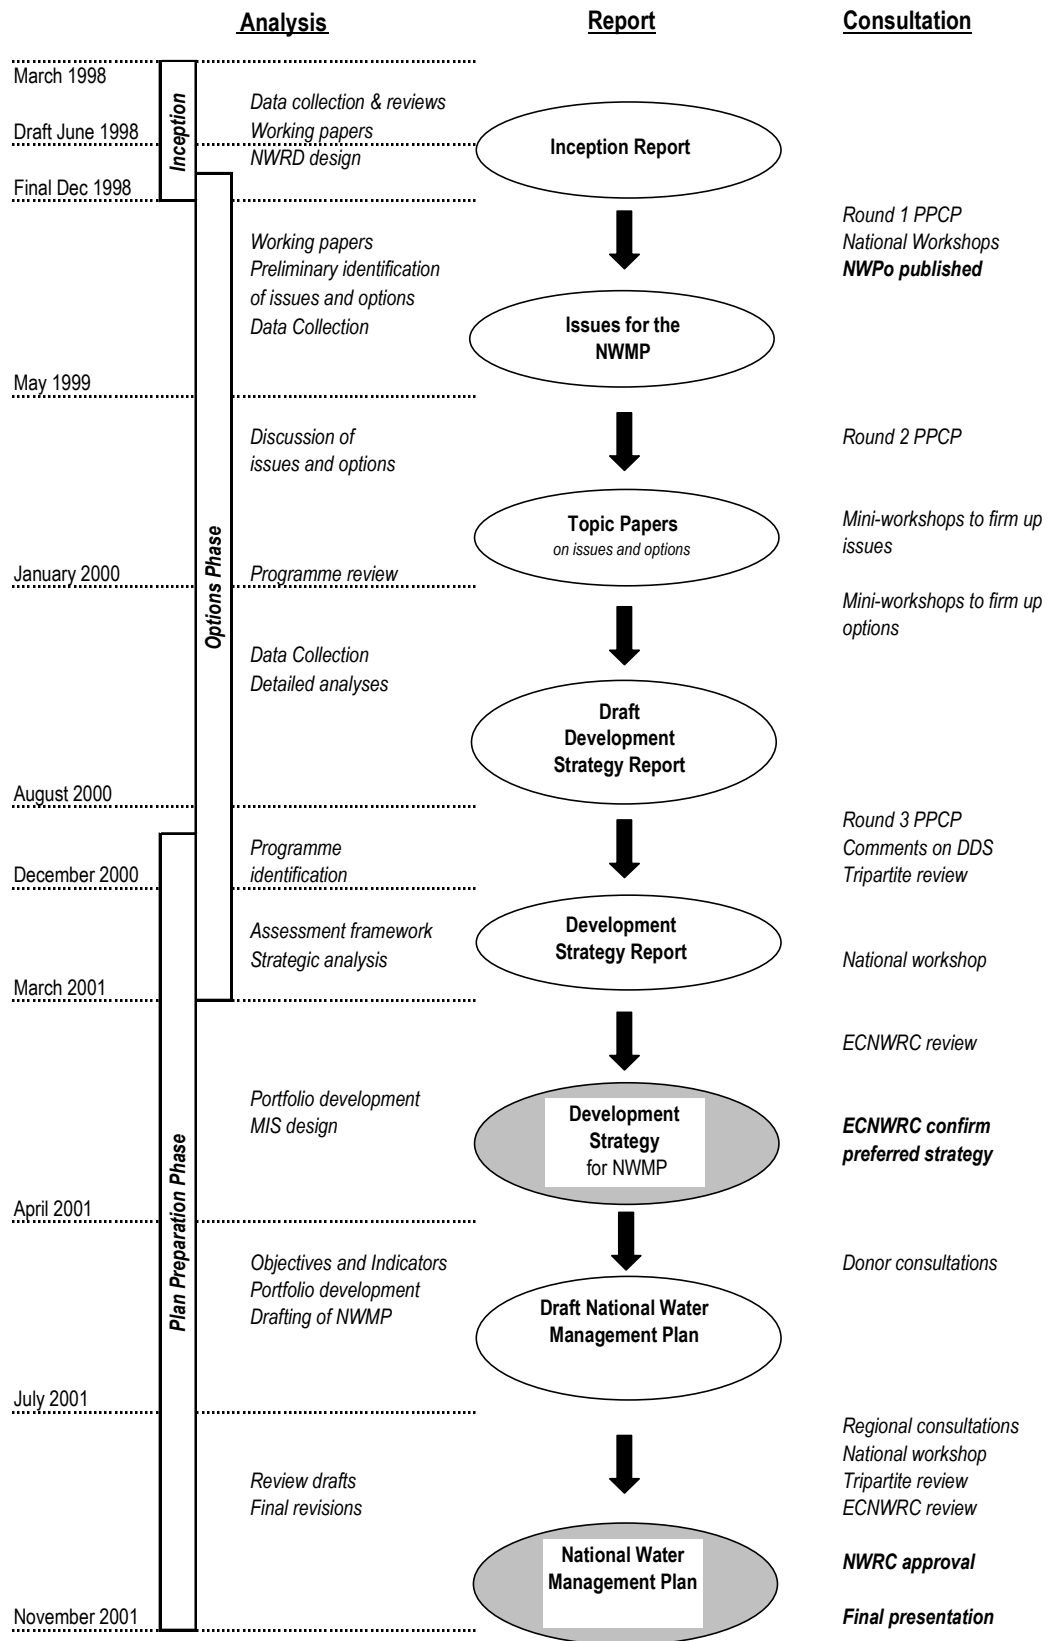 Analysis
Report
Consultation
March 1998
Draft June 1998
Final Dec 1998
Inception
Data collection & reviews
Working papers
NWRD design
Inception Report
Round 1 PPCP
National Workshops
NWPo published
Working papers
Preliminary identification
of issues and options
Data Collection
Issues for the
NWMP
May 1999
Options Phase
Discussion of
issues and options
Round 2 PPCP
Topic Papers
on issues and options
Mini-workshops to firm up
issues
January 2000
Programme review
Mini-workshops to firm up
options
Data Collection
Detailed analyses
Draft
Development
Strategy Report
August 2000
Round 3 PPCP
Comments on DDS
Tripartite review
Programme
identification
December 2000
Assessment framework
Strategic analysis
Development
Strategy Report
National workshop
March 2001
ECNWRC review
Plan Preparation Phase
Portfolio development
MIS design
Development
Strategy
for NWMP
ECNWRC confirm
preferred strategy
April 2001
Objectives and Indicators
Portfolio development
Drafting of NWMP
Donor consultations
Draft National Water
Management Plan
July 2001
Regional consultations
National workshop
Tripartite review
ECNWRC review
Review drafts
Final revisions
National Water
Management Plan
NWRC approval
November 2001
Final presentation